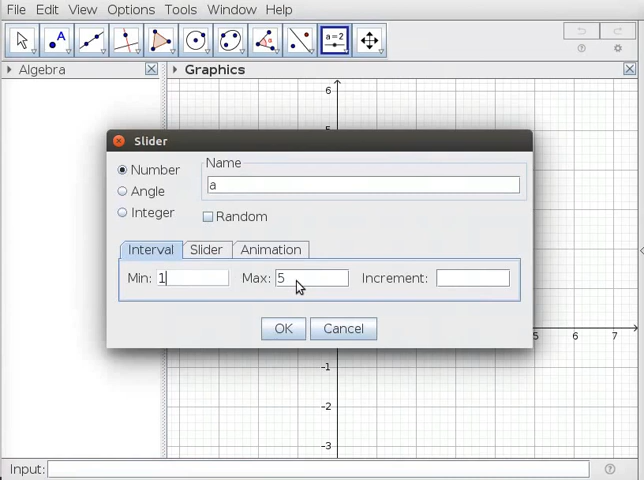 File Edit View Options Tools Window Help
A
a=2
Algebra
Graphics
6
5
Slider
Number
Name
a
Angle
Integer
Random
Interval Slider Animation
Min: 1 Max: 5 Increment:
OK Cancel
5 6 7
-1
-2
-3
Input: